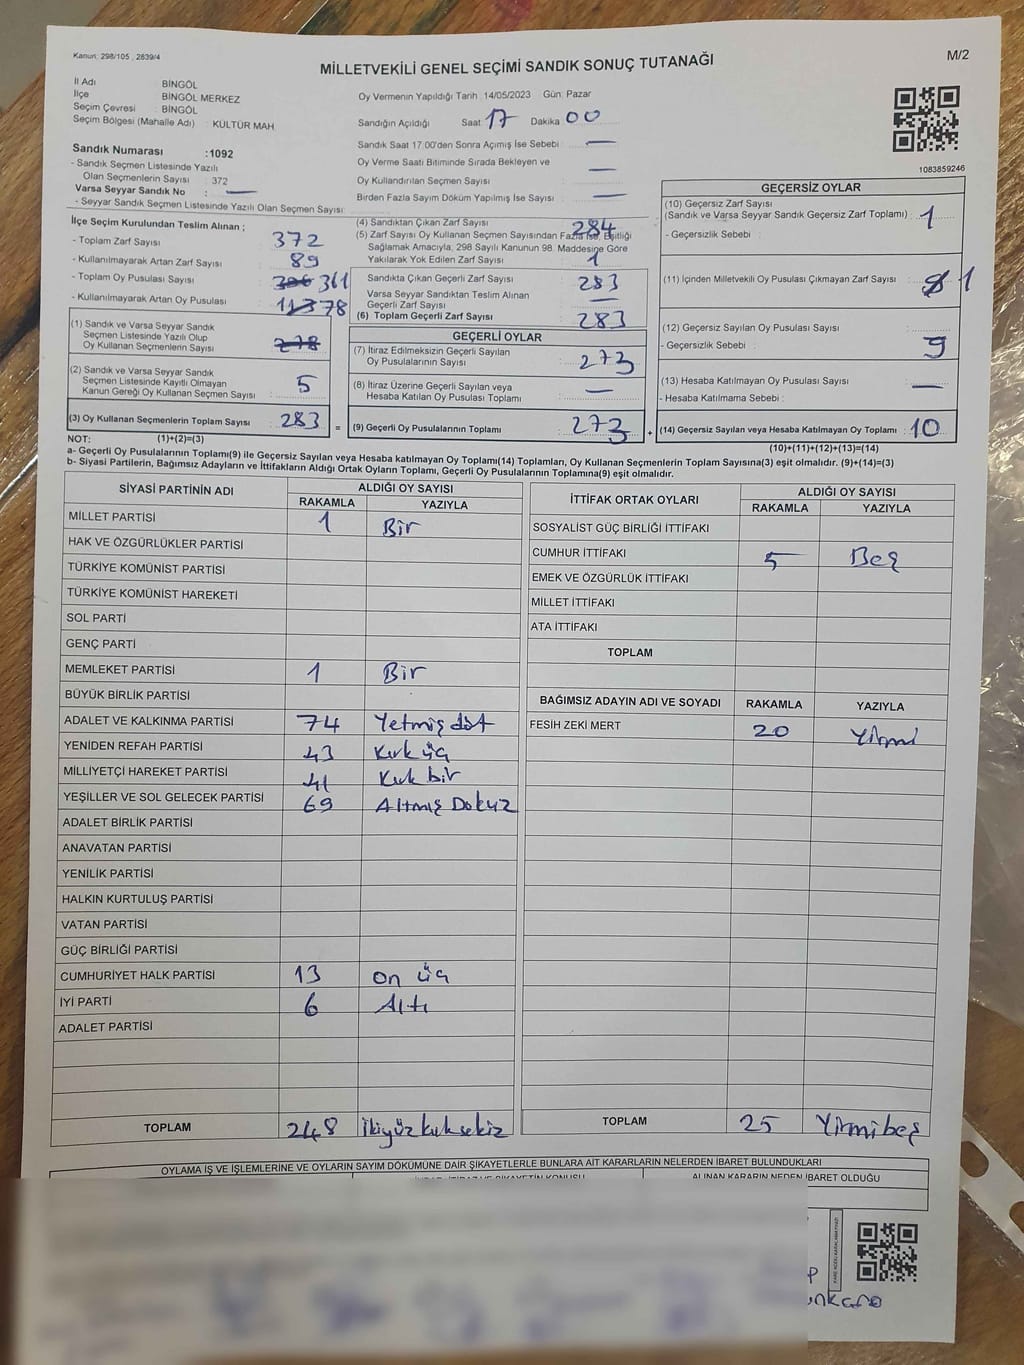 Kanun: 298/105 , 2839/4
MİLLETVEKİLİ GENEL SEÇİMİ SANDIK SONUÇ TUTANAĞI
M/2
İl Adı BİNGÖL
İlçe BİNGÖL MERKEZ
Seçim Çevresi : BİNGÖL
Seçim Bölgesi (Mahalle Adı) : KÜLTÜR MAH
Sandık Numarası :1092
- Sandık Seçmen Listesinde Yazılı
Olan Seçmenlerin Sayısı : 372
Varsa Seyyar Sandık No : —
- Seyyar Sandık Seçmen Listesinde Yazılı Olan Seçmen Sayısı:
Oy Vermenin Yapıldığı Tarih :14/05/2023 Gün: Pazar
Sandığın Açıldığı Saat 17 Dakika 00
Sandık Saat 17.00'den Sonra Açımış İse Sebebi : —
Oy Verme Saati Bitiminde Sırada Bekleyen ve
Oy Kullandırılan Seçmen Sayısı : —
Birden Fazla Sayım Döküm Yapılmış İse Sayısı : —
1083859246
İlçe Seçim Kurulundan Teslim Alınan ;
- Toplam Zarf Sayısı : 372
- Kullanılmayarak Artan Zarf Sayısı : 89
- Toplam Oy Pusulası Sayısı : 361
- Kullanılmayarak Artan Oy Pusulası : 78
(1) Sandık ve Varsa Seyyar Sandık
Seçmen Listesinde Yazılı Olup
Oy Kullanan Seçmenlerin Sayısı : 278
(2) Sandık ve Varsa Seyyar Sandık
Seçmen Listesinde Kayıtlı Olmayan
Kanun Gereği Oy Kullanan Seçmen Sayısı : 5
(3) Oy Kullanan Seçmenlerin Toplam Sayısı : 283 =
(4) Sandıktan Çıkan Zarf Sayısı : 284
(5) Zarf Sayısı Oy Kullanan Seçmen Sayısından Fazla İse, Eşitliği
Sağlamak Amacıyla, 298 Sayılı Kanunun 98. Maddesine Göre
Yakılarak Yok Edilen Zarf Sayısı : 1
Sandıkta Çıkan Geçerli Zarf Sayısı : 283
Varsa Seyyar Sandıktan Teslim Alınan
Geçerli Zarf Sayısı : —
(6) Toplam Geçerli Zarf Sayısı : 283
GEÇERLİ OYLAR
(7) İtiraz Edilmeksizin Geçerli Sayılan
Oy Pusulalarının Sayısı : 273
(8) İtiraz Üzerine Geçerli Sayılan veya
Hesaba Katılan Oy Pusulası Toplamı : —
(9) Geçerli Oy Pusulalarının Toplamı : 273 +
GEÇERSİZ OYLAR
(10) Geçersiz Zarf Sayısı
(Sandık ve Varsa Seyyar Sandık Geçersiz Zarf Toplamı) : 1
- Geçersizlik Sebebi :
(11) İçinden Milletvekili Oy Pusulası Çıkmayan Zarf Sayısı : 1
(12) Geçersiz Sayılan Oy Pusulası Sayısı : 9
- Geçersizlik Sebebi :
(13) Hesaba Katılmayan Oy Pusulası Sayısı : —
- Hesaba Katılmama Sebebi :
(14) Geçersiz Sayılan veya Hesaba Katılmayan Oy Toplamı : 10
NOT: (1)+(2)=(3)
(10)+(11)+(12)+(13)=(14)
a- Geçerli Oy Pusulalarının Toplamı(9) ile Geçersiz Sayılan veya Hesaba katılmayan Oy Toplamı(14) Toplamları, Oy Kullanan Seçmenlerin Toplam Sayısına(3) eşit olmalıdır. (9)+(14)=(3)
b- Siyasi Partilerin, Bağımsız Adayların ve İttifakların Aldığı Ortak Oyların Toplamı, Geçerli Oy Pusulalarının Toplamına(9) eşit olmalıdır.
SİYASİ PARTİNİN ADI ALDIĞI OY SAYISI
RAKAMLA YAZIYLA
MİLLET PARTİSİ 1 Bir
HAK VE ÖZGÜRLÜKLER PARTİSİ
TÜRKİYE KOMÜNİST PARTİSİ
TÜRKİYE KOMÜNİST HAREKETİ
SOL PARTİ
GENÇ PARTİ
MEMLEKET PARTİSİ 1 Bir
BÜYÜK BİRLİK PARTİSİ
ADALET VE KALKINMA PARTİSİ 74 Yetmiş dört
YENİDEN REFAH PARTİSİ 43 Kırk üç
MİLLİYETÇİ HAREKET PARTİSİ 41 Kırk bir
YEŞİLLER VE SOL GELECEK PARTİSİ 69 Altmış Dokuz
ADALET BİRLİK PARTİSİ
ANAVATAN PARTİSİ
YENİLİK PARTİSİ
HALKIN KURTULUŞ PARTİSİ
VATAN PARTİSİ
GÜÇ BİRLİĞİ PARTİSİ
CUMHURİYET HALK PARTİSİ 13 on üç
İYİ PARTİ 6 Altı
ADALET PARTİSİ
TOPLAM 248 ikiyüzkırksekiz
İTTİFAK ORTAK OYLARI ALDIĞI OY SAYISI
RAKAMLA YAZIYLA
SOSYALİST GÜÇ BİRLİĞİ İTTİFAKI
CUMHUR İTTİFAKI 5 Beş
EMEK VE ÖZGÜRLÜK İTTİFAKI
MİLLET İTTİFAKI
ATA İTTİFAKI
TOPLAM
BAĞIMSIZ ADAYIN ADI VE SOYADI RAKAMLA YAZIYLA
FESİH ZEKİ MERT 20 Yirmi
TOPLAM 25 Yirmibeş
OYLAMA İŞ VE İŞLEMLERİNE VE OYLARIN SAYIM DÖKÜMÜNE DAİR ŞİKAYETLERLE BUNLARA AİT KARARLARIN NELERDEN İBARET BULUNDUKLARI
ALINAN KARARIN NEDEN İBARET OLDUĞU